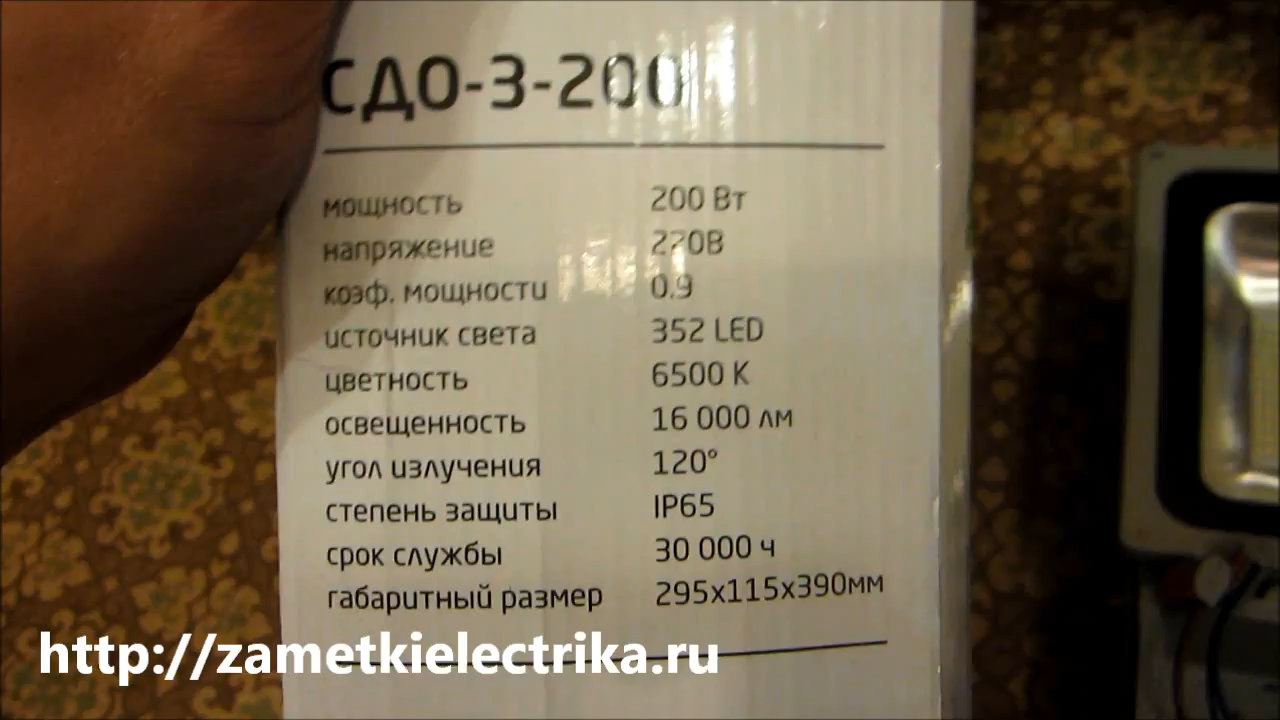 СДО-3-200
мощность 200 Вт
напряжение 220В
коэф. мощности 0,9
источник света 352 LED
цветность 6500 К
освещенность 16 000 лм
угол излучения 120°
степень защиты IP65
срок службы 30 000 ч
габаритный размер 295х115х390мм
http://zametkielectrika.ru